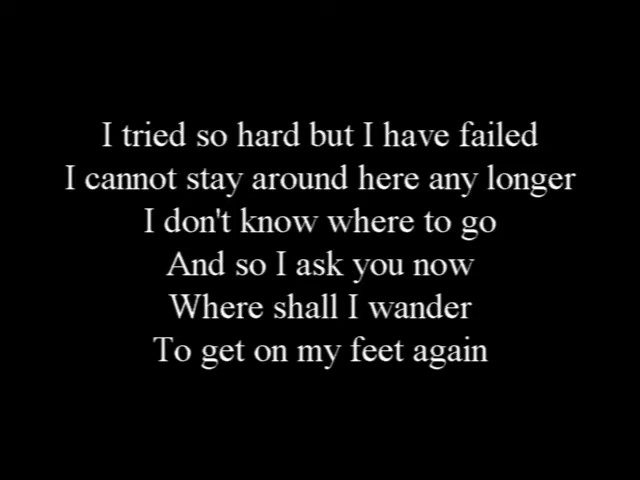 I tried so hard but I have failed
I cannot stay around here any longer
I don't know where to go
And so I ask you now
Where shall I wander
To get on my feet again